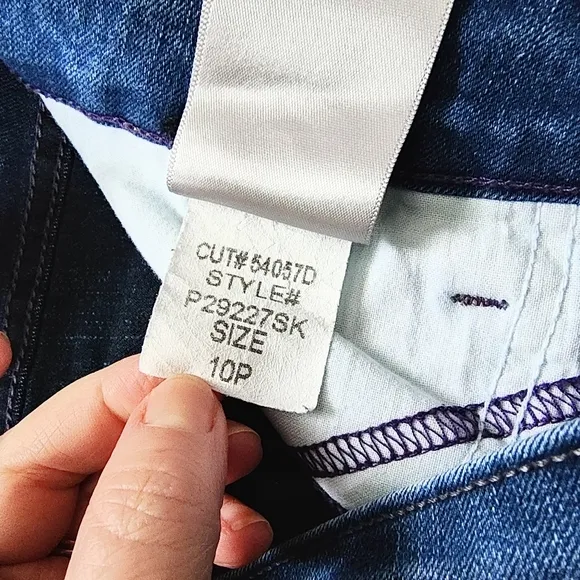 CUT# 54057D
STYLE#
P29227SK
SIZE
10P